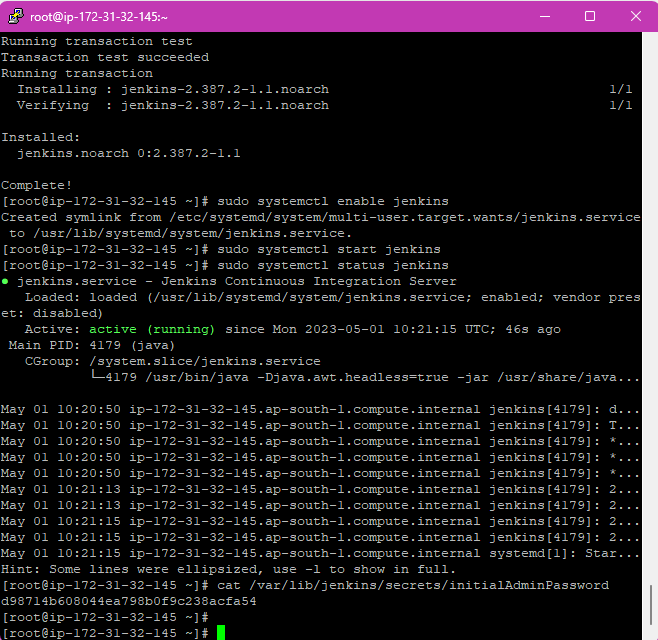 root@ip-172-31-32-145:~
Running transaction test
Transaction test succeeded
Running transaction
  Installing : jenkins-2.387.2-1.1.noarch                                   1/1
  Verifying  : jenkins-2.387.2-1.1.noarch                                   1/1
Installed:
  jenkins.noarch 0:2.387.2-1.1
Complete!
[root@ip-172-31-32-145 ~]# sudo systemctl enable jenkins
Created symlink from /etc/systemd/system/multi-user.target.wants/jenkins.service
 to /usr/lib/systemd/system/jenkins.service.
[root@ip-172-31-32-145 ~]# sudo systemctl start jenkins
[root@ip-172-31-32-145 ~]# sudo systemctl status jenkins
● jenkins.service - Jenkins Continuous Integration Server
   Loaded: loaded (/usr/lib/systemd/system/jenkins.service; enabled; vendor pres
et: disabled)
   Active: active (running) since Mon 2023-05-01 10:21:15 UTC; 46s ago
 Main PID: 4179 (java)
   CGroup: /system.slice/jenkins.service
           └─4179 /usr/bin/java -Djava.awt.headless=true -jar /usr/share/java...
May 01 10:20:50 ip-172-31-32-145.ap-south-1.compute.internal jenkins[4179]: d...
May 01 10:20:50 ip-172-31-32-145.ap-south-1.compute.internal jenkins[4179]: T...
May 01 10:20:50 ip-172-31-32-145.ap-south-1.compute.internal jenkins[4179]: *...
May 01 10:20:50 ip-172-31-32-145.ap-south-1.compute.internal jenkins[4179]: *...
May 01 10:20:50 ip-172-31-32-145.ap-south-1.compute.internal jenkins[4179]: *...
May 01 10:21:13 ip-172-31-32-145.ap-south-1.compute.internal jenkins[4179]: 2...
May 01 10:21:13 ip-172-31-32-145.ap-south-1.compute.internal jenkins[4179]: 2...
May 01 10:21:15 ip-172-31-32-145.ap-south-1.compute.internal jenkins[4179]: 2...
May 01 10:21:15 ip-172-31-32-145.ap-south-1.compute.internal jenkins[4179]: 2...
May 01 10:21:15 ip-172-31-32-145.ap-south-1.compute.internal systemd[1]: Star...
Hint: Some lines were ellipsized, use -l to show in full.
[root@ip-172-31-32-145 ~]# cat /var/lib/jenkins/secrets/initialAdminPassword
d98714b608044ea798b0f9c238acfa54
[root@ip-172-31-32-145 ~]#
[root@ip-172-31-32-145 ~]#